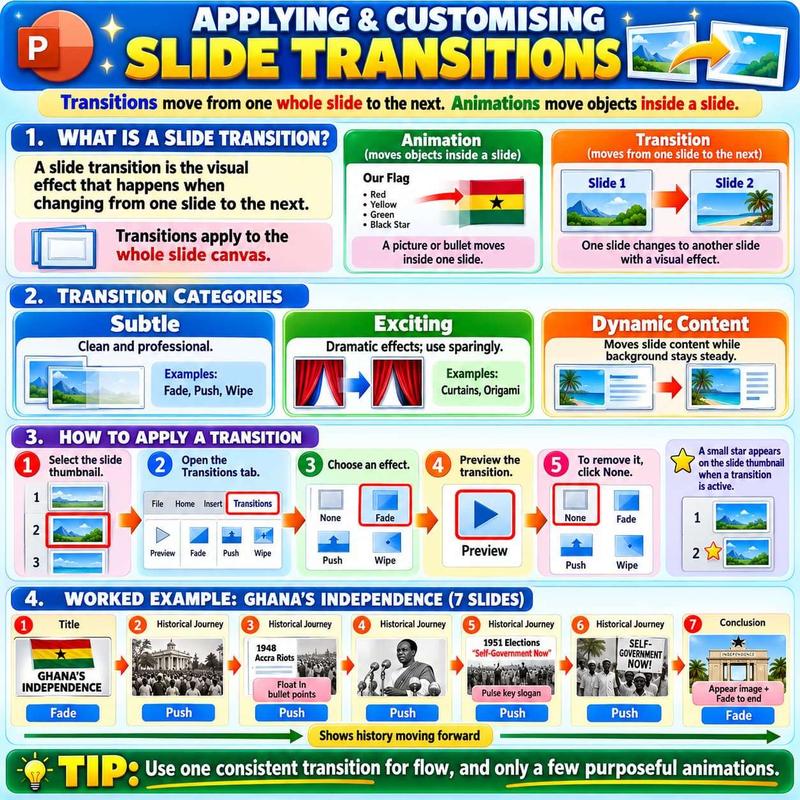 P
APPLYING & CUSTOMISING
SLIDE TRANSITIONS
Transitions move from one whole slide to the next. Animations move objects inside a slide.
1. WHAT IS A SLIDE TRANSITION?
A slide transition is the visual
effect that happens when
changing from one slide to the next.
Transitions apply to the
whole slide canvas.
Animation
(moves objects inside a slide)
Our Flag
• Red
• Yellow
• Green
• Black Star
A picture or bullet moves
inside one slide.
Transition
(moves from one slide to the next)
Slide 1
Slide 2
One slide changes to another slide
with a visual effect.
2. TRANSITION CATEGORIES
Subtle
Clean and professional.
Examples:
Fade, Push, Wipe
Exciting
Dramatic effects; use sparingly.
Examples:
Curtains, Origami
Dynamic Content
Moves slide content while
background stays steady.
3. HOW TO APPLY A TRANSITION
1 Select the slide
thumbnail.
1
2
3
2 Open the
Transitions tab.
File Home Insert Transitions
Preview Fade Push Wipe
3 Choose an effect.
None Fade
Push Wipe
4 Preview the
transition.
Preview
5 To remove it,
click None.
None Fade
Push Wipe
A small star appears
on the slide thumbnail
when a transition
is active.
1
2
4. WORKED EXAMPLE: GHANA'S INDEPENDENCE (7 SLIDES)
1 Title
GHANA'S
INDEPENDENCE
Fade
2 Historical Journey
Push
3 Historical Journey
1948
Accra Riots
Float In
bullet points
Push
4 Historical Journey
Push
5 Historical Journey
1951 Elections
"Self-Government Now"
Pulse key slogan
Push
6 Historical Journey
SELF-
GOVERNMENT
NOW!
Push
7 Conclusion
INDEPENDENCE
Appear image +
Fade to end
Fade
Shows history moving forward
TIP: Use one consistent transition for flow, and only a few purposeful animations.